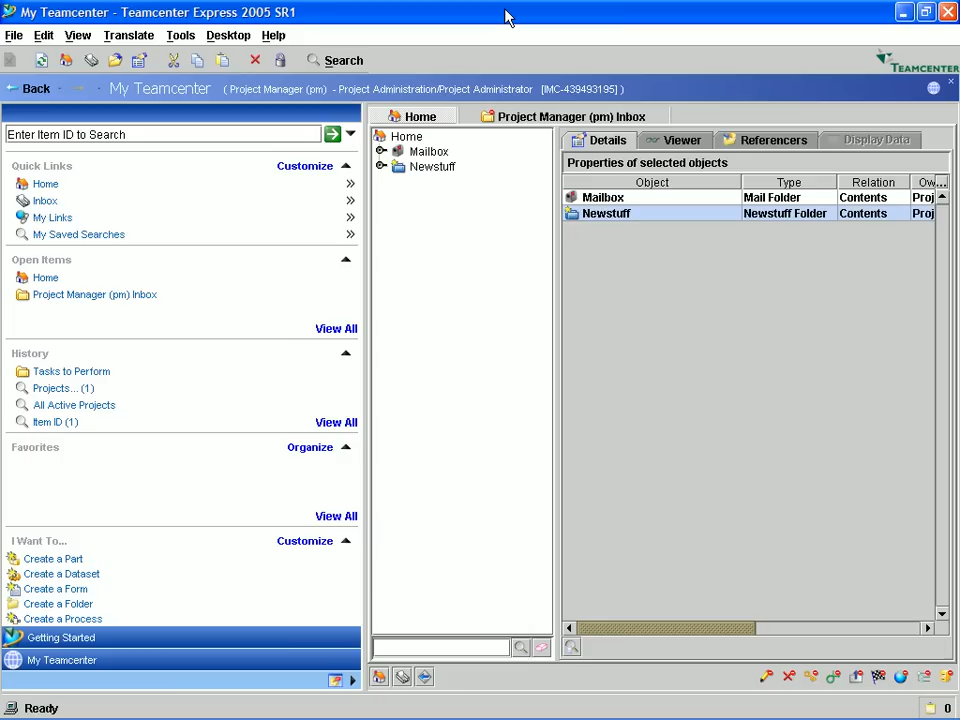 My Teamcenter - Teamcenter Express 2005 SR1
File Edit View Translate Tools Desktop Help
Search
TEAMCENTER
Back My Teamcenter ( Project Manager (pm) - Project Administration/Project Administrator [IMC-439493195] )
Enter Item ID to Search
Quick Links Customize
Home
Inbox
My Links
My Saved Searches
Open Items
Home
Project Manager (pm) Inbox
View All
History
Tasks to Perform
Projects... (1)
All Active Projects
Item ID (1)
View All
Favorites Organize
View All
I Want To... Customize
Create a Part
Create a Dataset
Create a Form
Create a Folder
Create a Process
Getting Started
My Teamcenter
Home Project Manager (pm) Inbox
Home
Mailbox
Newstuff
Details Viewer Referencers Display Data
Properties of selected objects
Object Type Relation Ow...
Mailbox Mail Folder Contents Proj
Newstuff Newstuff Folder Contents Proj
Ready 0